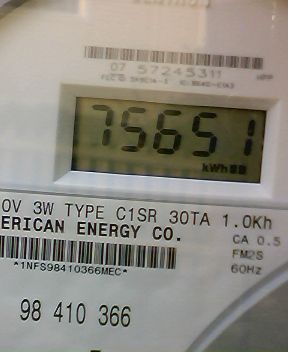 07 57245311
75651
kWh
0V 3W TYPE C1SR 30TA 1.0Kh
ERICAN ENERGY CO.
CA 0.5
FM2S
60Hz
*1NFS98410366MEC*
98 410 366